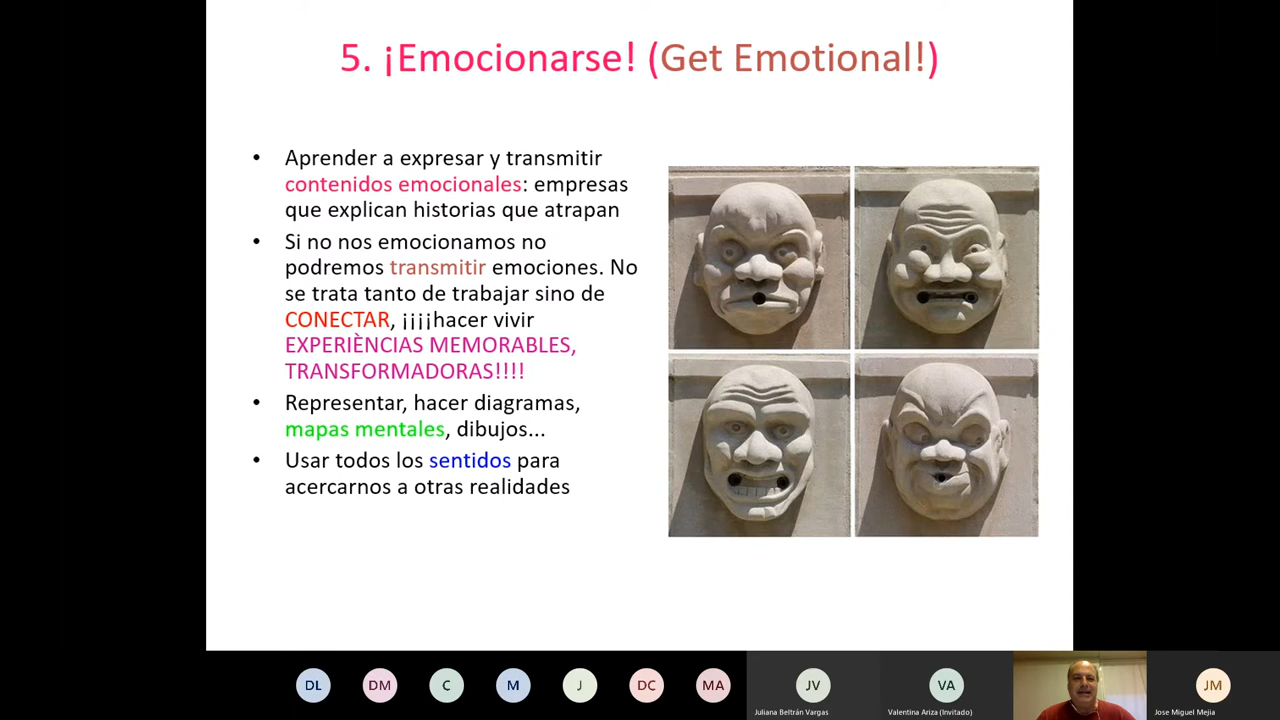 5. ¡Emocionarse! (Get Emotional!)
• Aprender a expresar y transmitir
contenidos emocionales: empresas
que explican historias que atrapan
• Si no nos emocionamos no
podremos transmitir emociones. No
se trata tanto de trabajar sino de
CONECTAR, ¡¡¡¡hacer vivir
EXPERIÈNCIAS MEMORABLES,
TRANSFORMADORAS!!!!
• Representar, hacer diagramas,
mapas mentales, dibujos...
• Usar todos los sentidos para
acercarnos a otras realidades
DL DM C M J DC MA JV VA JM
Juliana Beltrán Vargas Valentina Ariza (Invitado) Jose Miguel Mejia